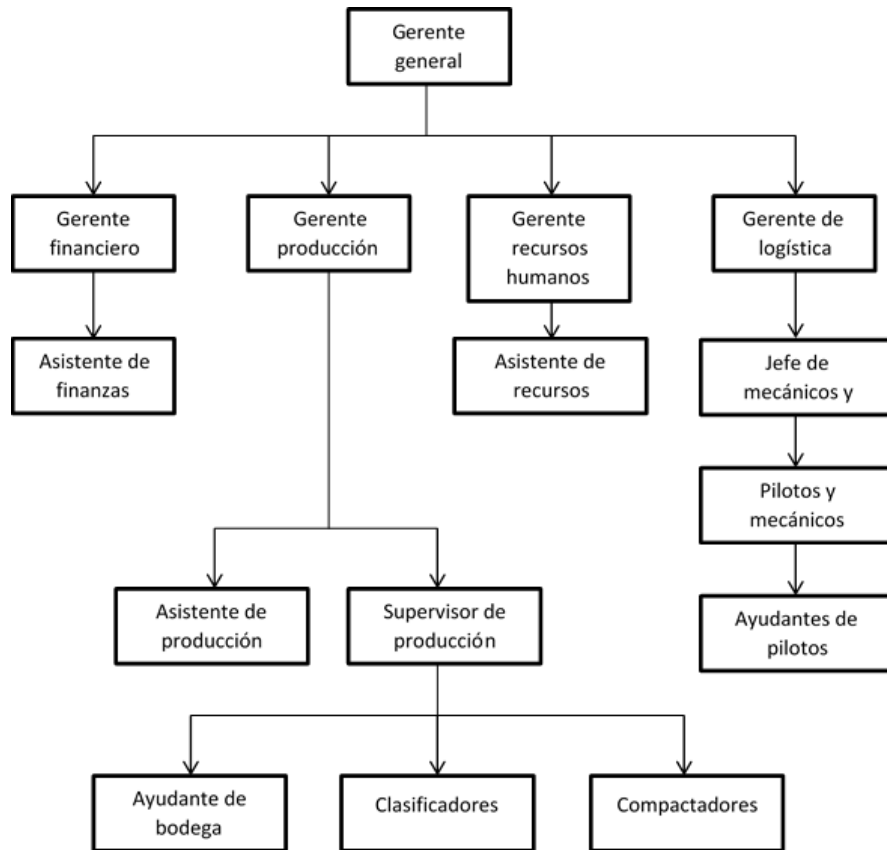 Gerente
general
Gerente
financiero
Gerente
producción
Gerente
recursos
humanos
Gerente de
logística
Asistente de
finanzas
Asistente de
recursos
Jefe de
mecánicos y
Pilotos y
mecánicos
Asistente de
producción
Supervisor de
producción
Ayudantes de
pilotos
Ayudante de
bodega
Clasificadores
Compactadores